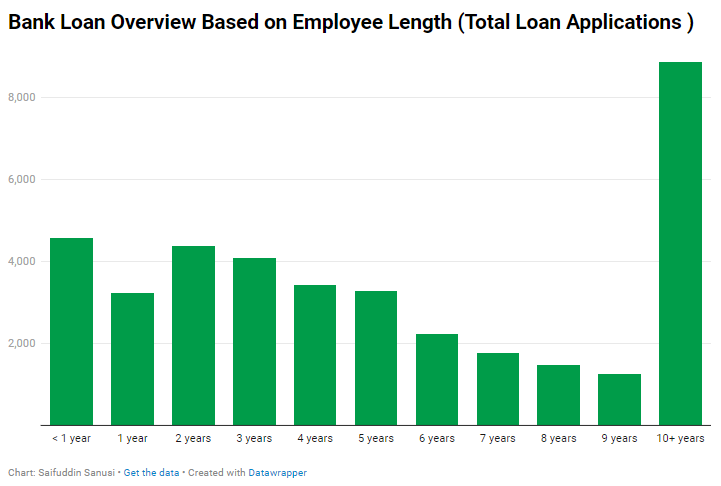 Bank Loan Overview Based on Employee Length (Total Loan Applications )
8,000
6,000
4,000
2,000
< 1 year 1 year 2 years 3 years 4 years 5 years 6 years 7 years 8 years 9 years 10+ years
Chart: Saifuddin Sanusi • Get the data • Created with Datawrapper